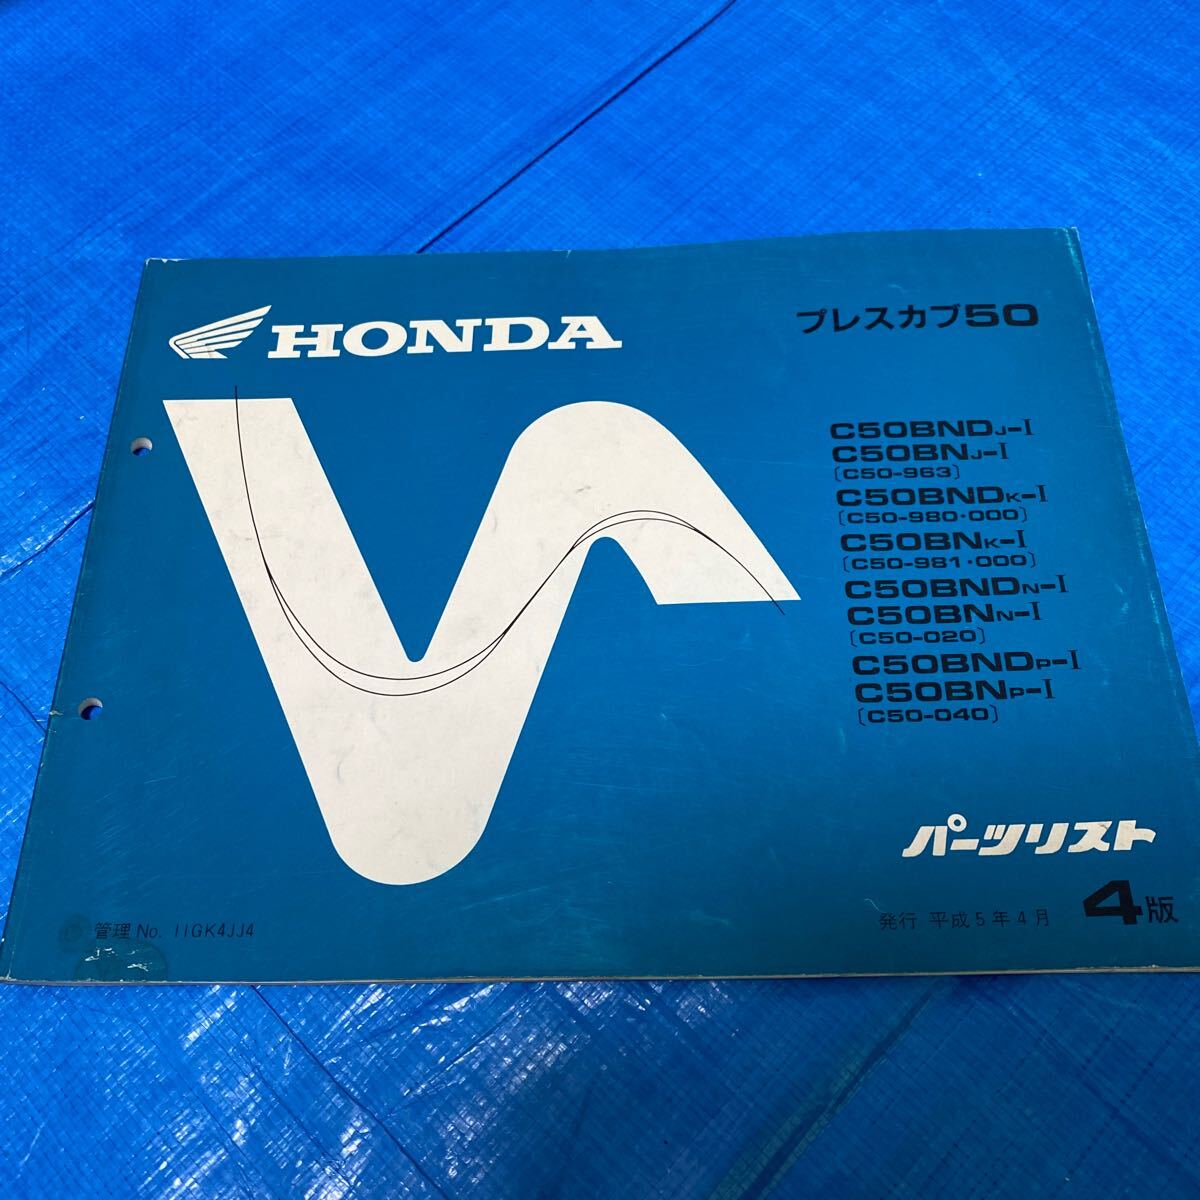 HONDA
プレスカブ50
C50BNDJ-I
C50BNJ-I
〔C50-963〕
C50BNDK-I
〔C50-980・000〕
C50BNK-I
〔C50-981・000〕
C50BNDN-I
C50BNN-I
〔C50-020〕
C50BNDP-I
C50BNP-I
〔C50-040〕
パーツリスト
発行 平成5年4月 4版
管理 No. 11GK4JJ4